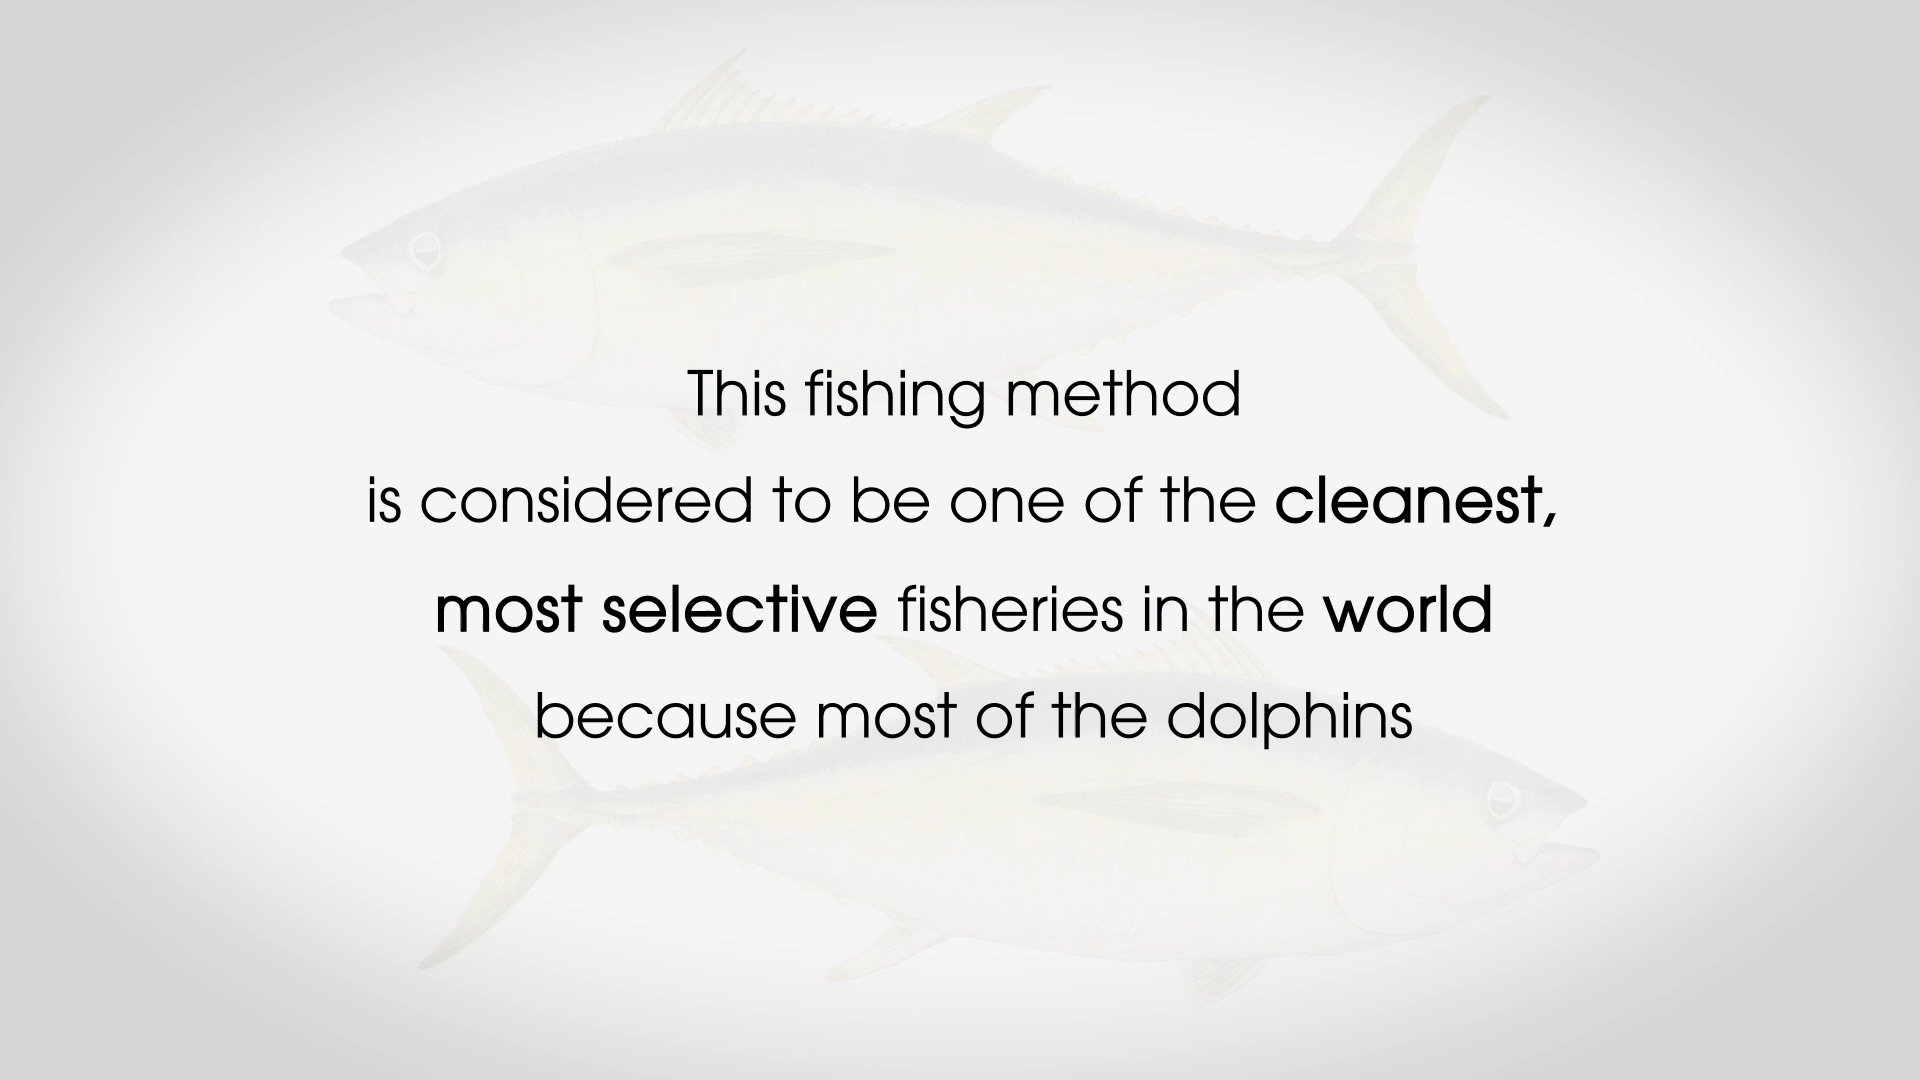 This fishing method
is considered to be one of the cleanest,
most selective fisheries in the world
because most of the dolphins